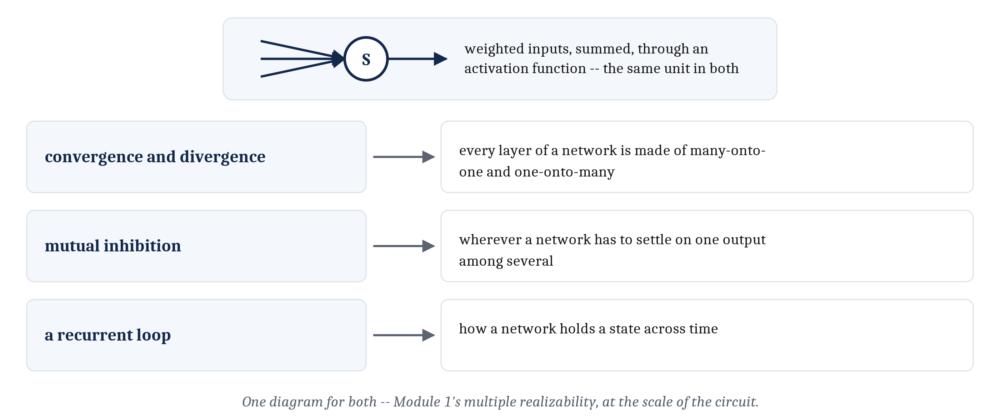 S
weighted inputs, summed, through an
activation function -- the same unit in both
convergence and divergence
every layer of a network is made of many-onto-
one and one-onto-many
mutual inhibition
wherever a network has to settle on one output
among several
a recurrent loop
how a network holds a state across time
One diagram for both -- Module 1's multiple realizability, at the scale of the circuit.